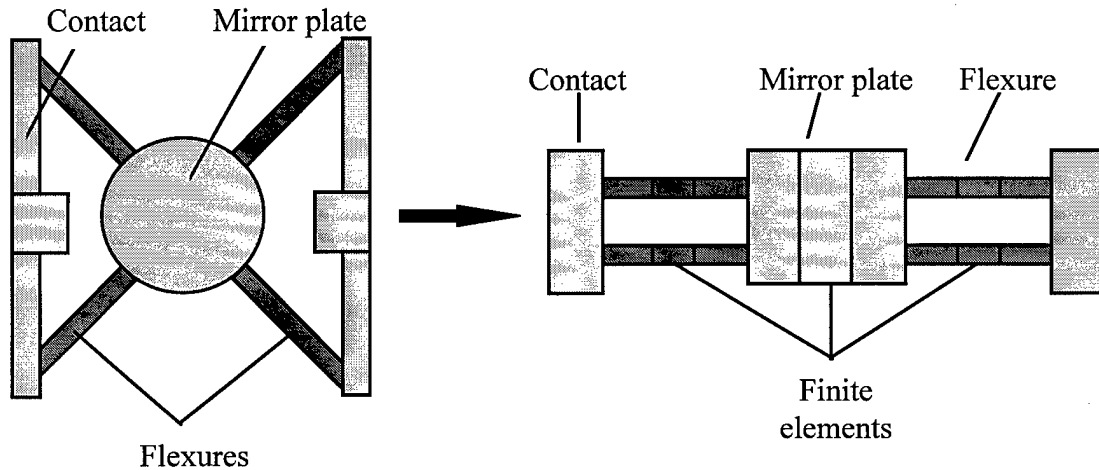 Contact
Mirror plate
Flexures
Contact
Mirror plate
Flexure
Finite
elements